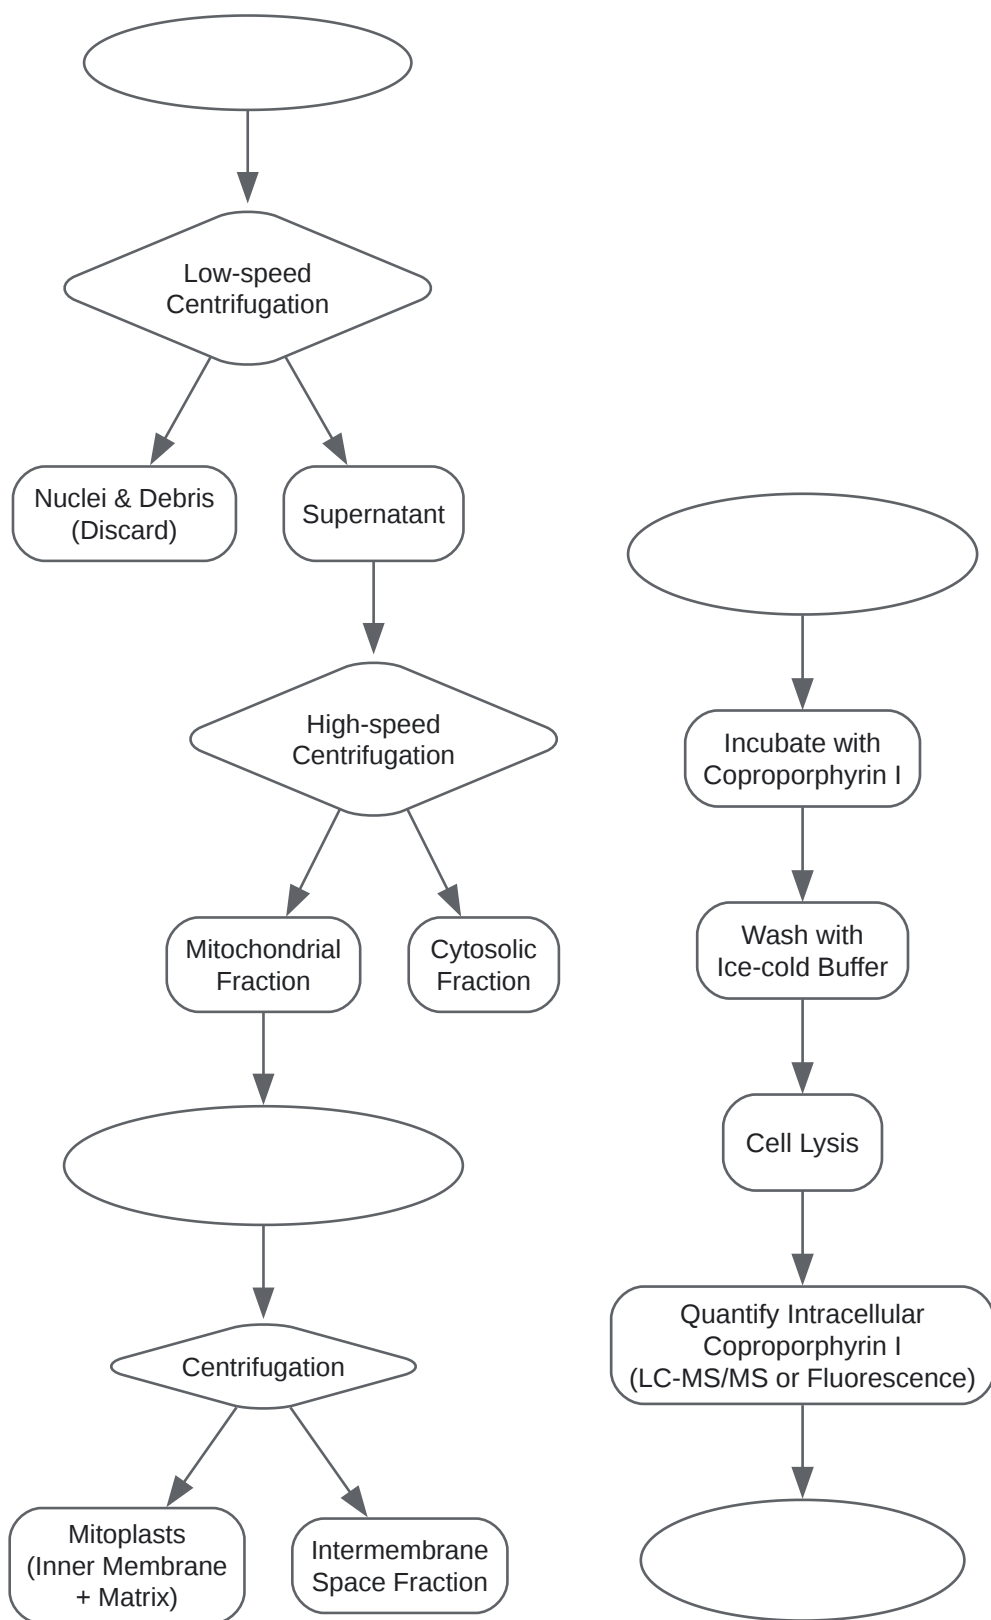 Low-speed
Centrifugation
Nuclei & Debris
(Discard)
Supernatant
High-speed
Centrifugation
Mitochondrial
Fraction
Cytosolic
Fraction
Centrifugation
Mitoplasts
(Inner Membrane
+ Matrix)
Intermembrane
Space Fraction
Incubate with
Coproporphyrin I
Wash with
Ice-cold Buffer
Cell Lysis
Quantify Intracellular
Coproporphyrin I
(LC-MS/MS or Fluorescence)